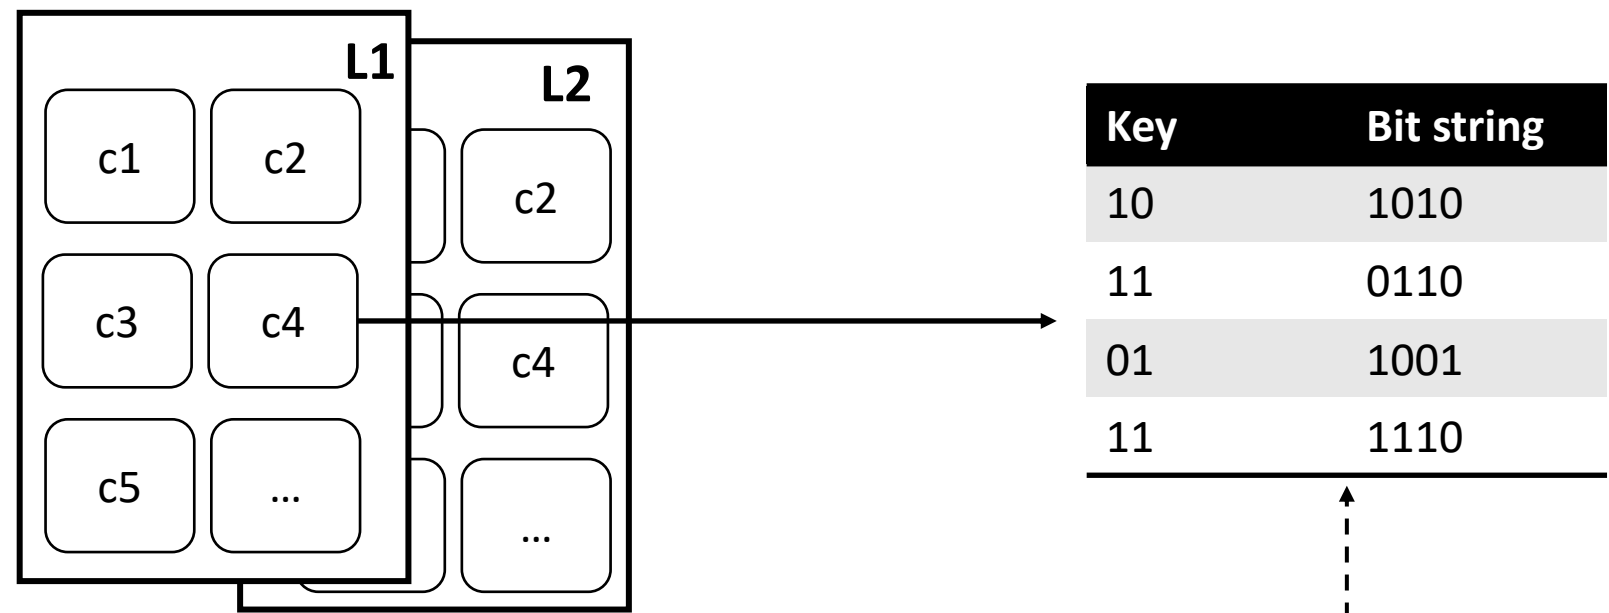 L1
c1 c2
c3 c4
c5 ...
L2
c2
c4
...
Key Bit string
10 1010
11 0110
01 1001
11 1110